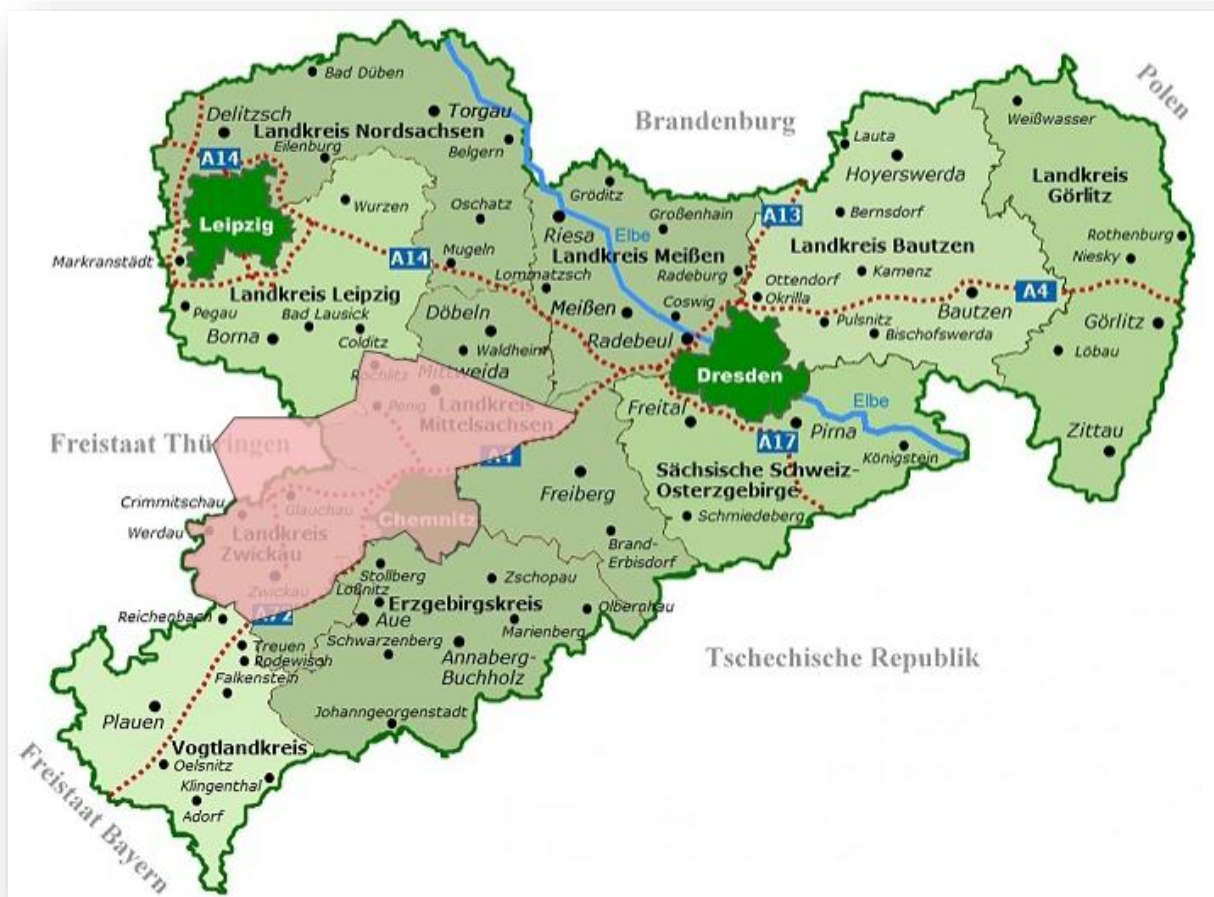 Bad Düben
Polen
Delitzsch
Torgau
Weißwasser
Landkreis Nordsachsen
Brandenburg
Lauta
Eilenburg
Belgern
A14
Hoyerswerda
Landkreis
Görlitz
Gröditz
Wurzen
Oschatz
Großenhain
A13
Bernsdorf
Leipzig
Riesa
Elbe
Rothenburg
Landkreis Meißen
Landkreis Bautzen
Mugeln
A14
Niesky
Markranstädt
Lommatzsch
Radeburg
Kamenz
Ottendorf
Okrilla
A4
Landkreis Leipzig
Pegau
Bad Lausick
Döbeln
Meißen
Coswig
Pulsnitz
Bautzen
Görlitz
Borna
Colditz
Waldheim
Radebeul
Bischofswerda
Löbau
Rochlitz
Mittweida
Dresden
Penig
Landkreis
Mittelsachsen
Freital
Elbe
Freistaat Thüringen
A17
Pirna
Zittau
A4
Königstein
Sächsische Schweiz-
Osterzgebirge
Freiberg
Crimmitschau
Glauchau
Chemnitz
Schmiedeberg
Werdau
Landkreis
Zwickau
Brand-
Erbisdorf
Stollberg
Zschopau
Zwickau
Lößnitz
Erzgebirgskreis
Olbernhau
Reichenbach
A72
Aue
Marienberg
Treuen
Schwarzenberg
Rodewisch
Annaberg-
Buchholz
Tschechische Republik
Falkenstein
Plauen
Johanngeorgenstadt
Vogtlandkreis
Oelsnitz
Klingenthal
Adorf
Freistaat Bayern